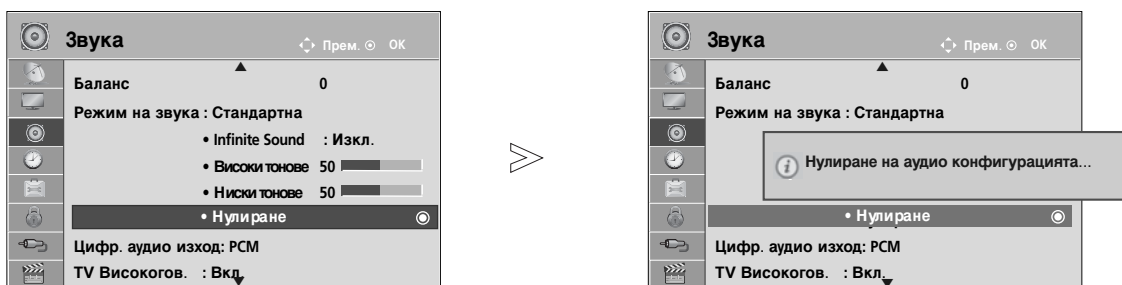 Звука
Прем. OK
Баланс 0
Режим на звука : Стандартна
• Infinite Sound : Изкл.
• Високи тонове 50
• Ниски тонове 50
• Нулиране
Цифр. аудио изход: PCM
TV Високогов. : Вкл.
Звука
Прем. OK
Баланс 0
Режим на звука : Стандартна
Нулиране на аудио конфигурацията...
• Нулиране
Цифр. аудио изход: PCM
TV Високогов. : Вкл.